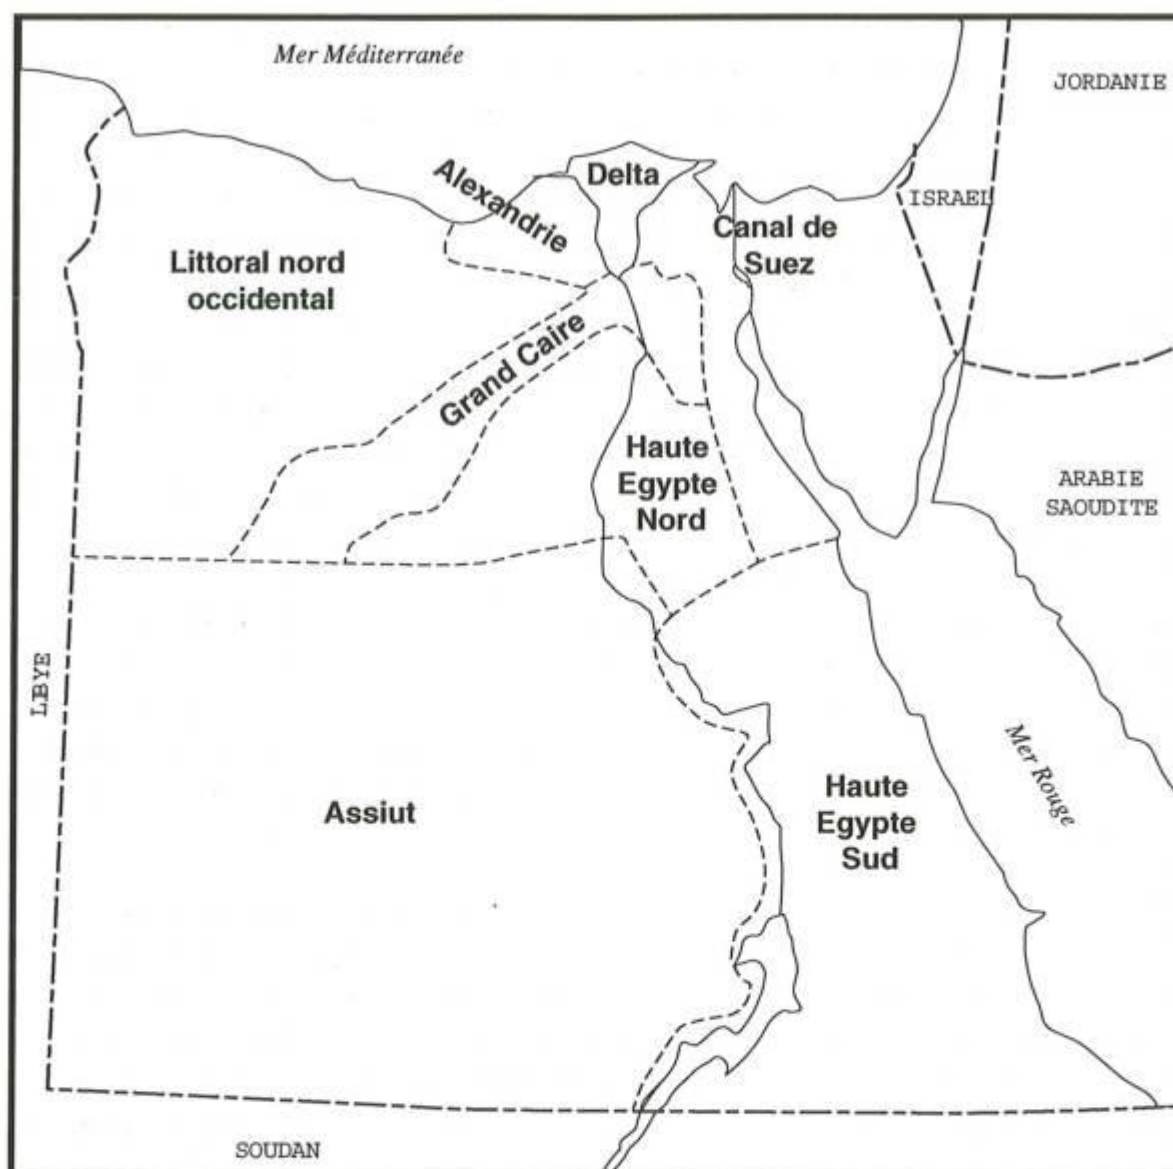 Mer Méditerranée
JORDANIE
Alexandrie
Delta
ISRAEL
Canal de
Suez
Littoral nord
occidental
Grand Caire
Haute
Egypte
Nord
ARABIE
SAOUDITE
LBYE
Mer Rouge
Assiut
Haute
Egypte
Sud
SOUDAN